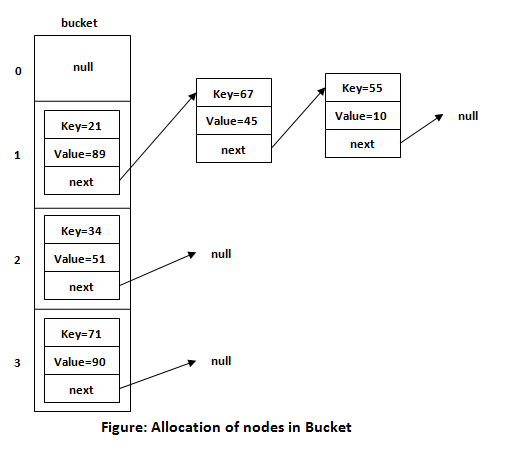 bucket
0
null
1
Key=21
Value=89
next
Key=67
Value=45
next
Key=55
Value=10
next
null
2
Key=34
Value=51
next
null
3
Key=71
Value=90
next
null
Figure: Allocation of nodes in Bucket